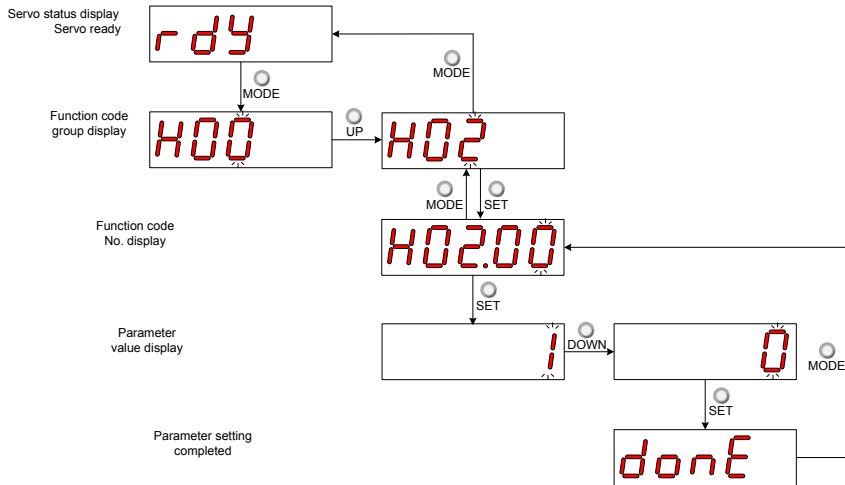 Servo status display
Servo ready
rdy
MODE
MODE
Function code
group display
H00
UP
H02
MODE
SET
Function code
No. display
H02.00
SET
Parameter
value display
1
DOWN
0
MODE
SET
Parameter setting
completed
donE